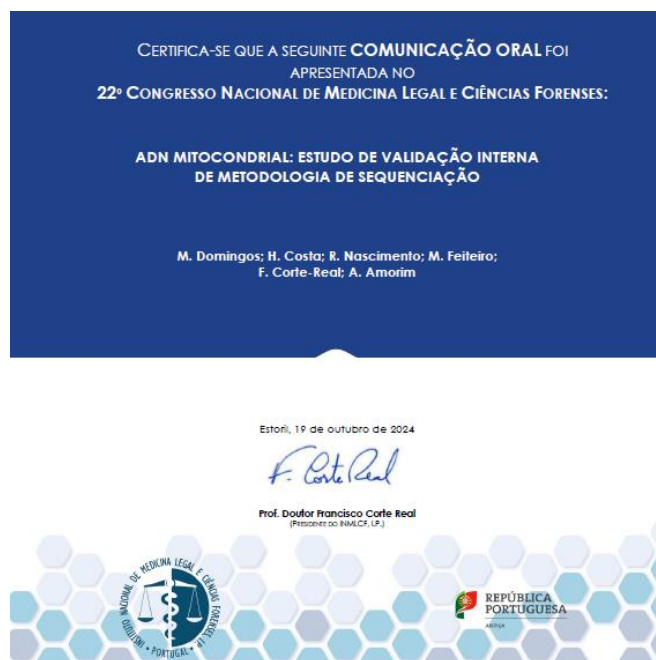 CERTIFICA-SE QUE A SEGUINTE COMUNICAÇÃO ORAL FOI
APRESENTADA NO
22º CONGRESSO NACIONAL DE MEDICINA LEGAL E CIÊNCIAS FORENSES:
ADN MITOCONDRIAL: ESTUDO DE VALIDAÇÃO INTERNA
DE METODOLOGIA DE SEQUENCIAÇÃO
M. Domingos; H. Costa; R. Nascimento; M. Feiteiro;
F. Corte-Real; A. Amorim
Estoril, 19 de outubro de 2024
F. Corte Real
Prof. Doutor Francisco Corte Real
(PRESIDENTE DO INMLCF, I.P.)
INSTITUTO NACIONAL DE MEDICINA LEGAL E CIÊNCIAS FORENSES, I.P. • PORTUGAL •
REPÚBLICA
PORTUGUESA
JUSTIÇA